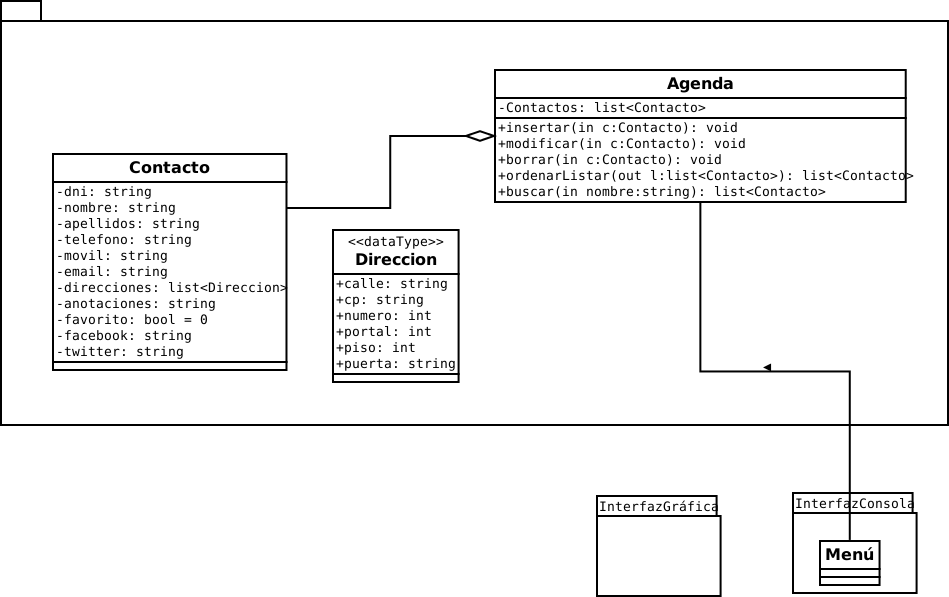 Agenda
-Contactos: list<Contacto>
+insertar(in c:Contacto): void
+modificar(in c:Contacto): void
+borrar(in c:Contacto): void
+ordenarListar(out l:list<Contacto>): list<Contacto>
+buscar(in nombre:string): list<Contacto>
Contacto
-dni: string
-nombre: string
-apellidos: string
-telefono: string
-movil: string
-email: string
-direcciones: list<Direccion>
-anotaciones: string
-favorito: bool = 0
-facebook: string
-twitter: string
<<dataType>>
Direccion
+calle: string
+cp: string
+numero: int
+portal: int
+piso: int
+puerta: string
InterfazGráfica
InterfazConsola
Menú